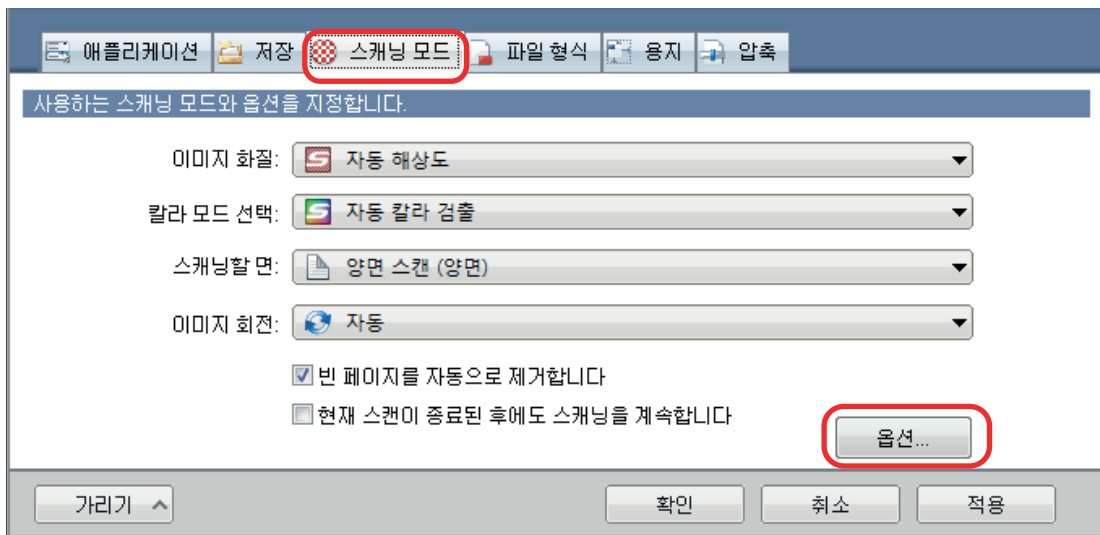 애플리케이션 저장 스캐닝 모드 파일 형식 용지 압축
사용하는 스캐닝 모드와 옵션을 지정합니다.
이미지 화질: 자동 해상도
칼라 모드 선택: 자동 칼라 검출
스캐닝할 면: 양면 스캔 (양면)
이미지 회전: 자동
빈 페이지를 자동으로 제거합니다
현재 스캔이 종료된 후에도 스캐닝을 계속합니다
옵션...
가리기 확인 취소 적용